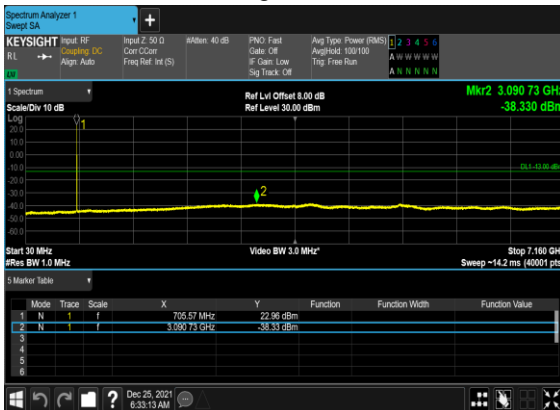 Spectrum Analyzer 1
Swept SA
KEYSIGHT Input: RF Input Z: 50 Ω #Atten: 40 dB PNO: Fast Avg Type: Power (RMS) 1 2 3 4 5 6
RL Coupling: DC Corr CCorr Gate: Off Avg|Hold: 100/100 A W W W W W
Align: Auto Freq Ref: Int (S) IF Gain: Low Trig: Free Run
Sig Track: Off A N N N N N
1 Spectrum Ref Lvl Offset 8.00 dB Mkr2 3.090 73 GHz
Scale/Div 10 dB Ref Level 30.00 dBm -38.330 dBm
Log
20.0
10.0
0.00
-10.0
-20.0
-30.0
-40.0
-50.0
-60.0
1
DL1 -13.00 dBm
2
Start 30 MHz Video BW 3.0 MHz* Stop 7.160 GHz
#Res BW 1.0 MHz Sweep ~14.2 ms (40001 pts)
5 Marker Table
Mode Trace Scale X Y Function Function Width Function Value
1 N 1 f 705.57 MHz 22.96 dBm
2 N 1 f 3.090 73 GHz -38.33 dBm
3
4
5
6
? Dec 25, 2021
6:33:13 AM